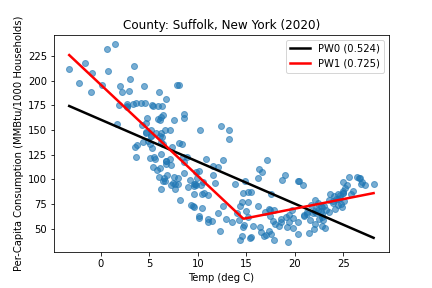 County: Suffolk, New York (2020)
PW0 (0.524)
PW1 (0.725)
Per-Capita Consumption (MMBtu/1000 Households)
225
200
175
150
125
100
75
50
0 5 10 15 20 25
Temp (deg C)